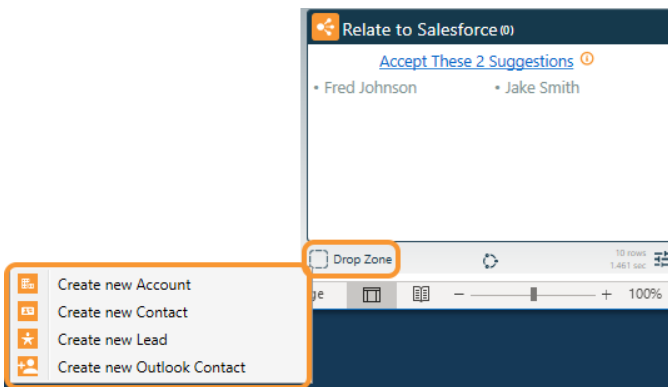 Relate to Salesforce (0)
Accept These 2 Suggestions
• Fred Johnson • Jake Smith
Drop Zone
10 rows
1.461 sec
ge
100%
Create new Account
Create new Contact
Create new Lead
Create new Outlook Contact